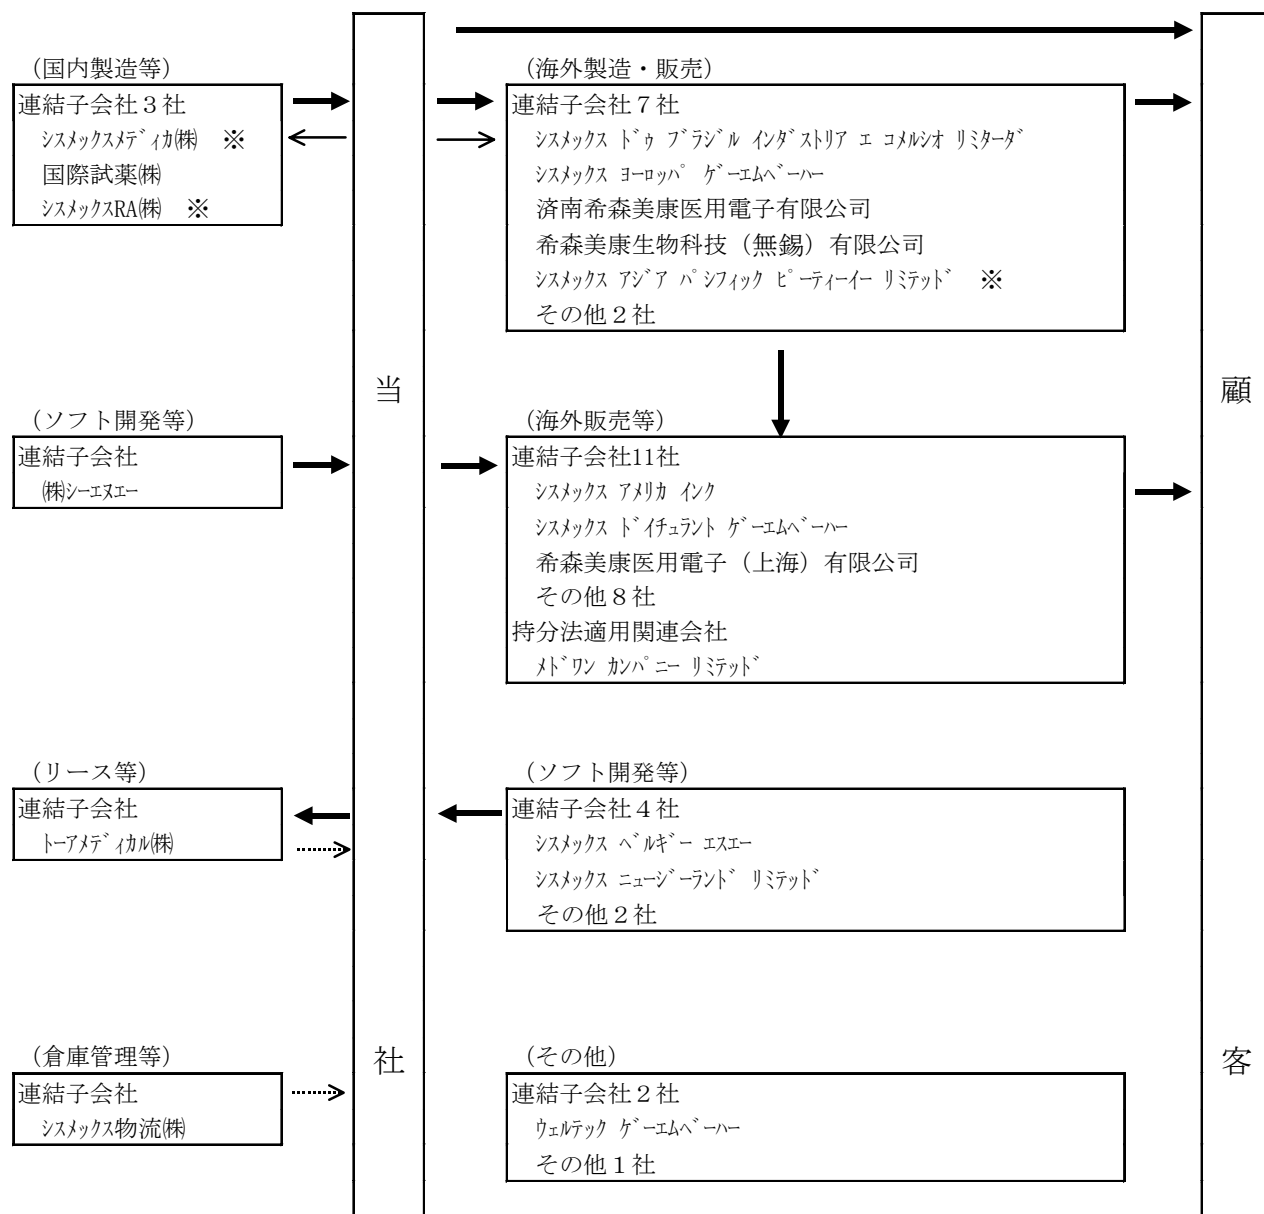 （国内製造等）
連結子会社３社
ｼｽﾒｯｸｽﾒﾃﾞｨｶ㈱　※
国際試薬㈱
ｼｽﾒｯｸｽRA㈱　※
（ソフト開発等）
連結子会社
㈱ｼｰｴﾇｴｰ
（リース等）
連結子会社
ﾄｰｱﾒﾃﾞｨｶﾙ㈱
（倉庫管理等）
連結子会社
ｼｽﾒｯｸｽ物流㈱
当
社
（海外製造・販売）
連結子会社７社
ｼｽﾒｯｸｽ ﾄﾞｩ ﾌﾞﾗｼﾞﾙ ｲﾝﾀﾞｽﾄﾘｱ ｴ ｺﾒﾙｼｵ ﾘﾐﾀｰﾀﾞ
ｼｽﾒｯｸｽ ﾖｰﾛｯﾊﾟ ｹﾞｰｴﾑﾍﾞｰﾊｰ
済南希森美康医用電子有限公司
希森美康生物科技（無錫）有限公司
ｼｽﾒｯｸｽ ｱｼﾞｱ ﾊﾟｼﾌｨｯｸ ﾋﾟｰﾃｨｰｲｰ ﾘﾐﾃｯﾄﾞ　※
その他２社
（海外販売等）
連結子会社11社
ｼｽﾒｯｸｽ ｱﾒﾘｶ ｲﾝｸ
ｼｽﾒｯｸｽ ﾄﾞｲﾁｭﾗﾝﾄ ｹﾞｰｴﾑﾍﾞｰﾊｰ
希森美康医用電子（上海）有限公司
その他８社
持分法適用関連会社
ﾒﾄﾞﾜﾝ ｶﾝﾊﾟﾆｰ ﾘﾐﾃｯﾄﾞ
（ソフト開発等）
連結子会社４社
ｼｽﾒｯｸｽ ﾍﾞﾙｷﾞｰ ｴｽｴｰ
ｼｽﾒｯｸｽ ﾆｭｰｼﾞｰﾗﾝﾄﾞ ﾘﾐﾃｯﾄﾞ
その他２社
（その他）
連結子会社２社
ｳｪﾙﾃｯｸ ｹﾞｰｴﾑﾍﾞｰﾊｰ
その他１社
顧
客